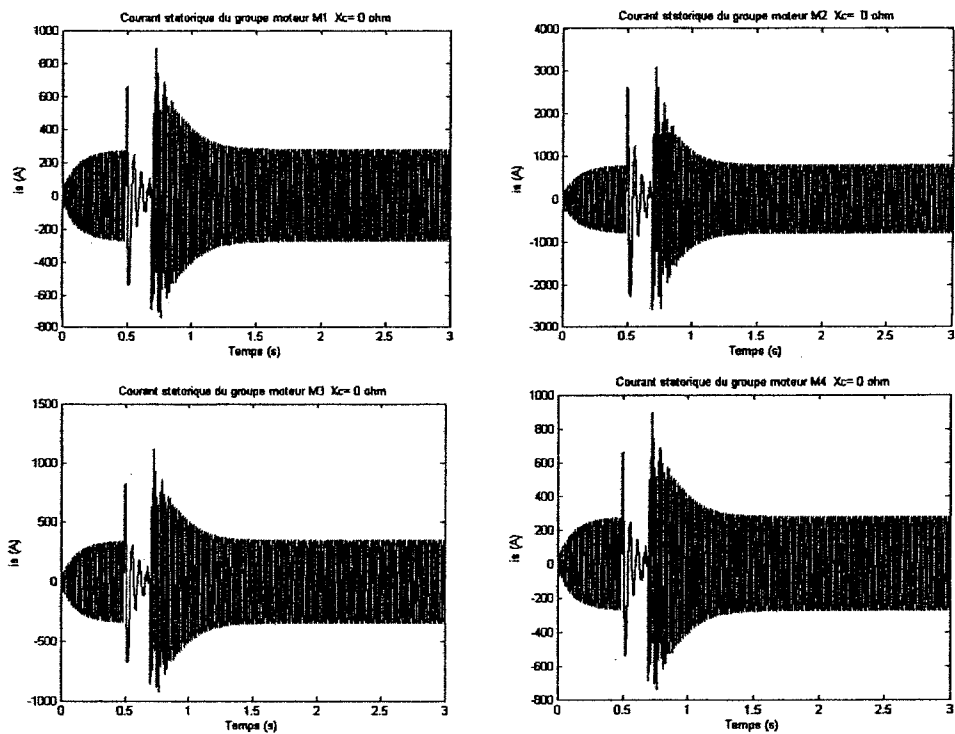 Courant statorique du groupe moteur M1 Xc= 0 ohm
1000
800
600
400
200
0
-200
-400
-600
-800
is (A)
0 0.5 1 1.5 2 2.5 3
Temps (s)
Courant statorique du groupe moteur M2 Xc= 0 ohm
4000
3000
2000
1000
0
-1000
-2000
-3000
is (A)
0 0.5 1 1.5 2 2.5 3
Temps (s)
Courant statorique du groupe moteur M3 Xc= 0 ohm
1500
1000
500
0
-500
-1000
is (A)
0 0.5 1 1.5 2 2.5 3
Temps (s)
Courant statorique du groupe moteur M4 Xc= 0 ohm
1000
800
600
400
200
0
-200
-400
-600
-800
is (A)
0 0.5 1 1.5 2 2.5 3
Temps (s)